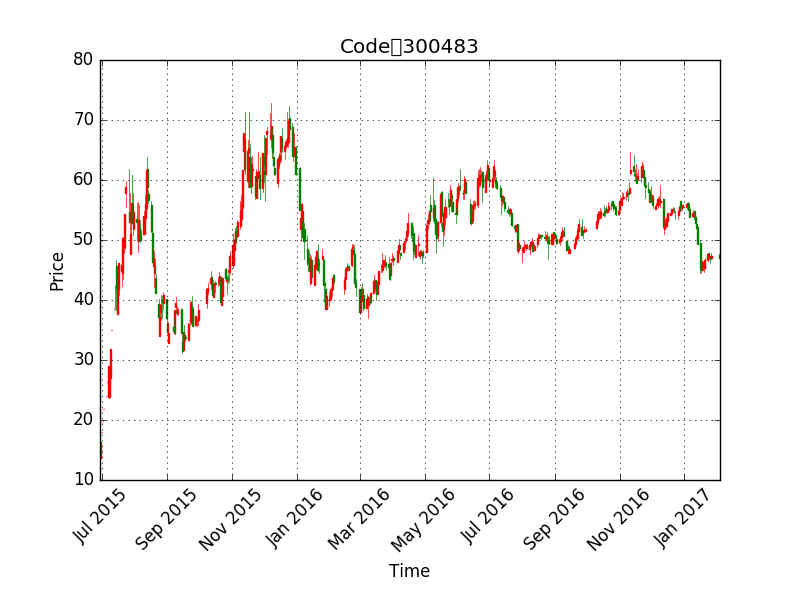 Code▯300483
80
70
60
50
40
30
20
10
Price
Jul 2015
Sep 2015
Nov 2015
Jan 2016
Mar 2016
May 2016
Jul 2016
Sep 2016
Nov 2016
Jan 2017
Time